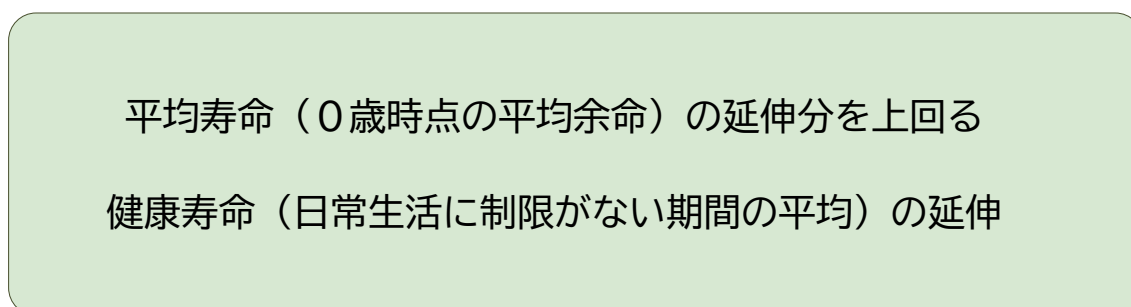 平均寿命（０歳時点の平均余命）の延伸分を上回る
健康寿命（日常生活に制限がない期間の平均）の延伸